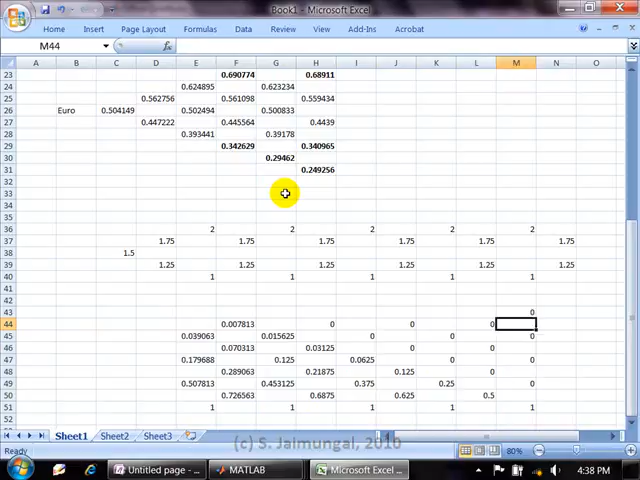 Book1 - Microsoft Excel
Home Insert Page Layout Formulas Data Review View Add-Ins Acrobat
M44 fx
A B C D E F G H I J K L M N O
23 0.690774 0.68911
24 0.624895 0.623234
25 0.562756 0.561098 0.559434
26 Euro 0.504149 0.502494 0.500833
27 0.447222 0.445564 0.4439
28 0.393441 0.39178
29 0.342629 0.340965
30 0.29462
31 0.249256
32
33
34
35
36 2 2 2 2 2
37 1.75 1.75 1.75 1.75 1.75 1.75
38 1.5
39 1.25 1.25 1.25 1.25 1.25 1.25
40 1 1 1 1 1
41
42
43 0
44 0.007813 0 0 0
45 0.039063 0.015625 0 0 0
46 0.070313 0.03125 0 0
47 0.179688 0.125 0.0625 0 0
48 0.289063 0.21875 0.125 0
49 0.507813 0.453125 0.375 0.25 0
50 0.726563 0.6875 0.625 0.5
51 1 1 1 1 1
52
Sheet1 Sheet2 Sheet3
(c) S. Jaimungal, 2010
Ready 80%
Untitled page - ... MATLAB Microsoft Excel ... 4:38 PM